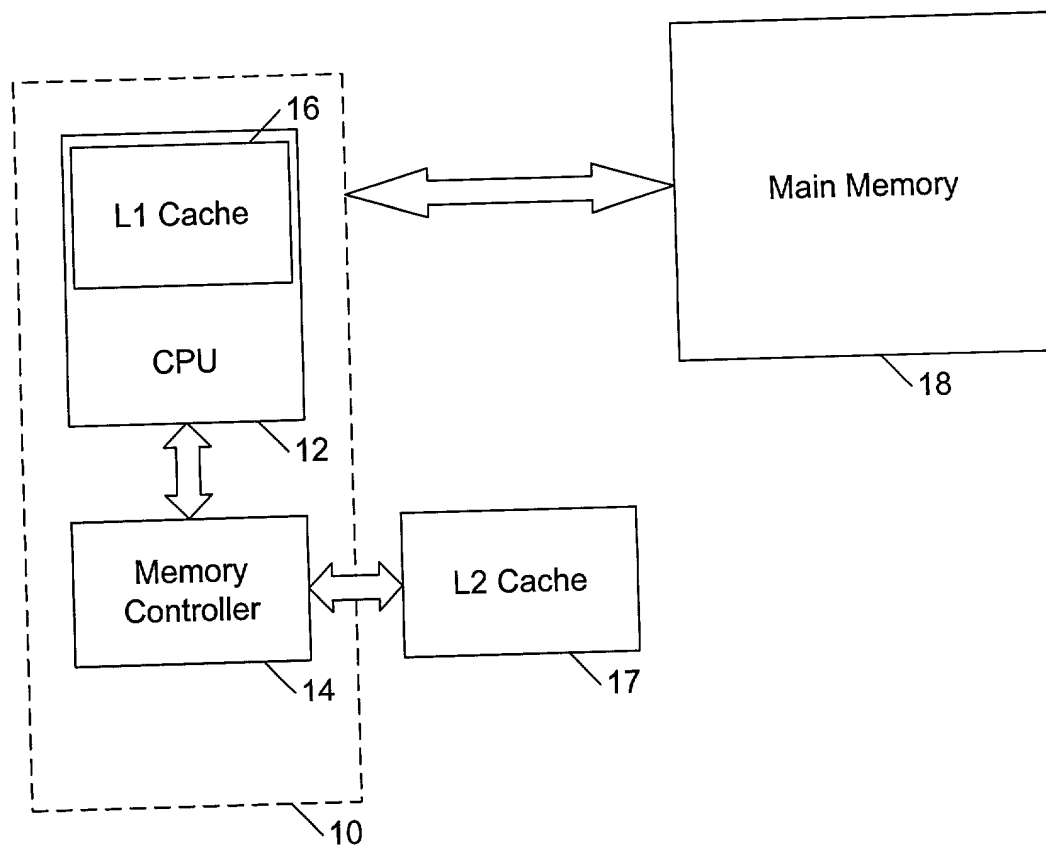 16
L1 Cache
CPU
12
Main Memory
18
Memory
Controller
14
L2 Cache
17
10